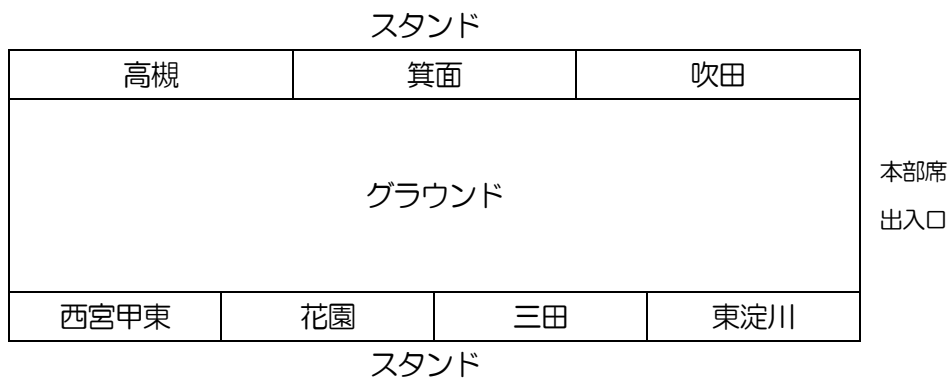 スタンド
高槻 箕面 吹田
本部席
グラウンド
出入口
西宮甲東 花園 三田 東淀川
スタンド